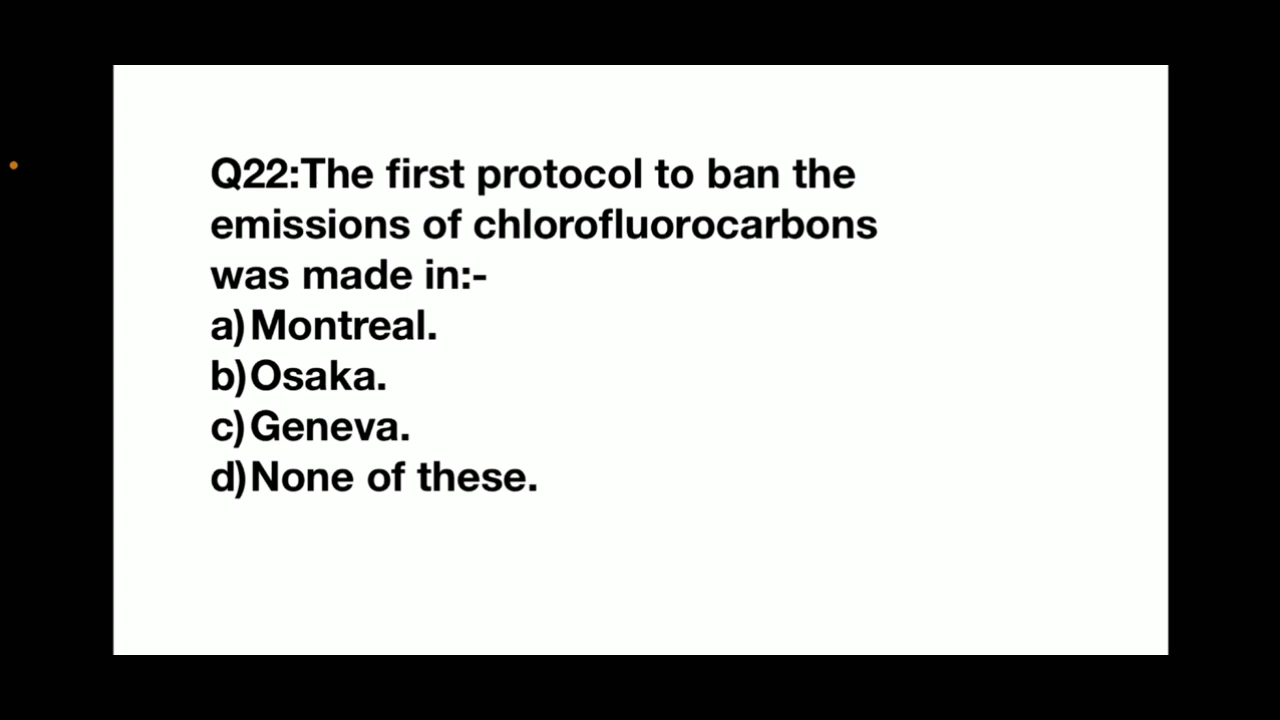 Q22:The first protocol to ban the
emissions of chlorofluorocarbons
was made in:-
a)Montreal.
b)Osaka.
c)Geneva.
d)None of these.